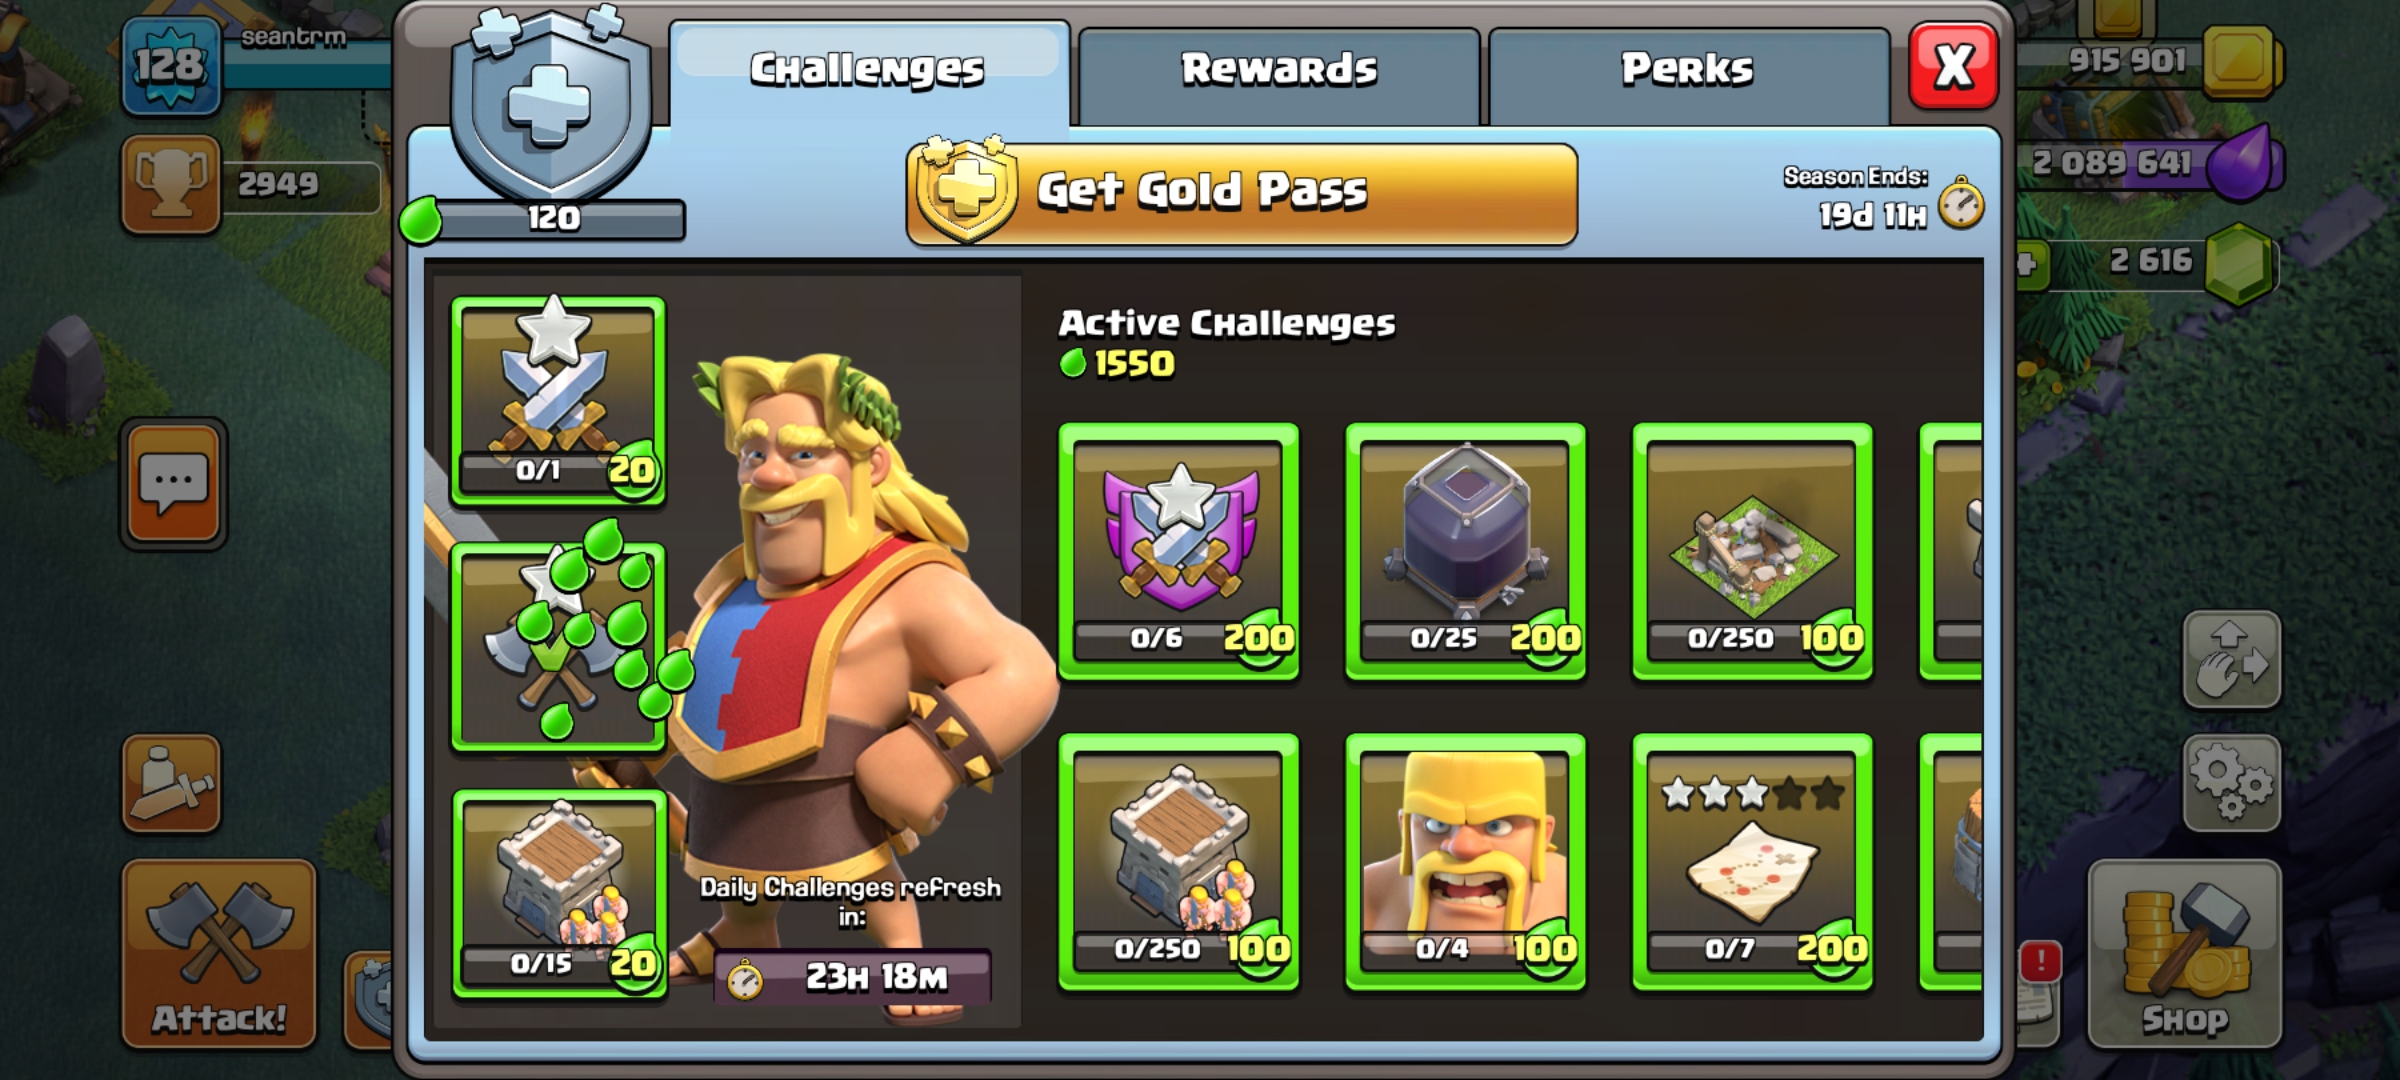 128
seantrm
2949
Attack!
Challenges
Rewards
Perks
X
120
Get Gold Pass
Season Ends:
19d 11H
915 901
2 089 641
2 616
0/1
20
0/15
20
Daily Challenges refresh
in:
23H 18M
Active Challenges
1550
0/6
200
0/25
200
0/250
100
0/250
100
0/4
100
0/7
200
!
Shop